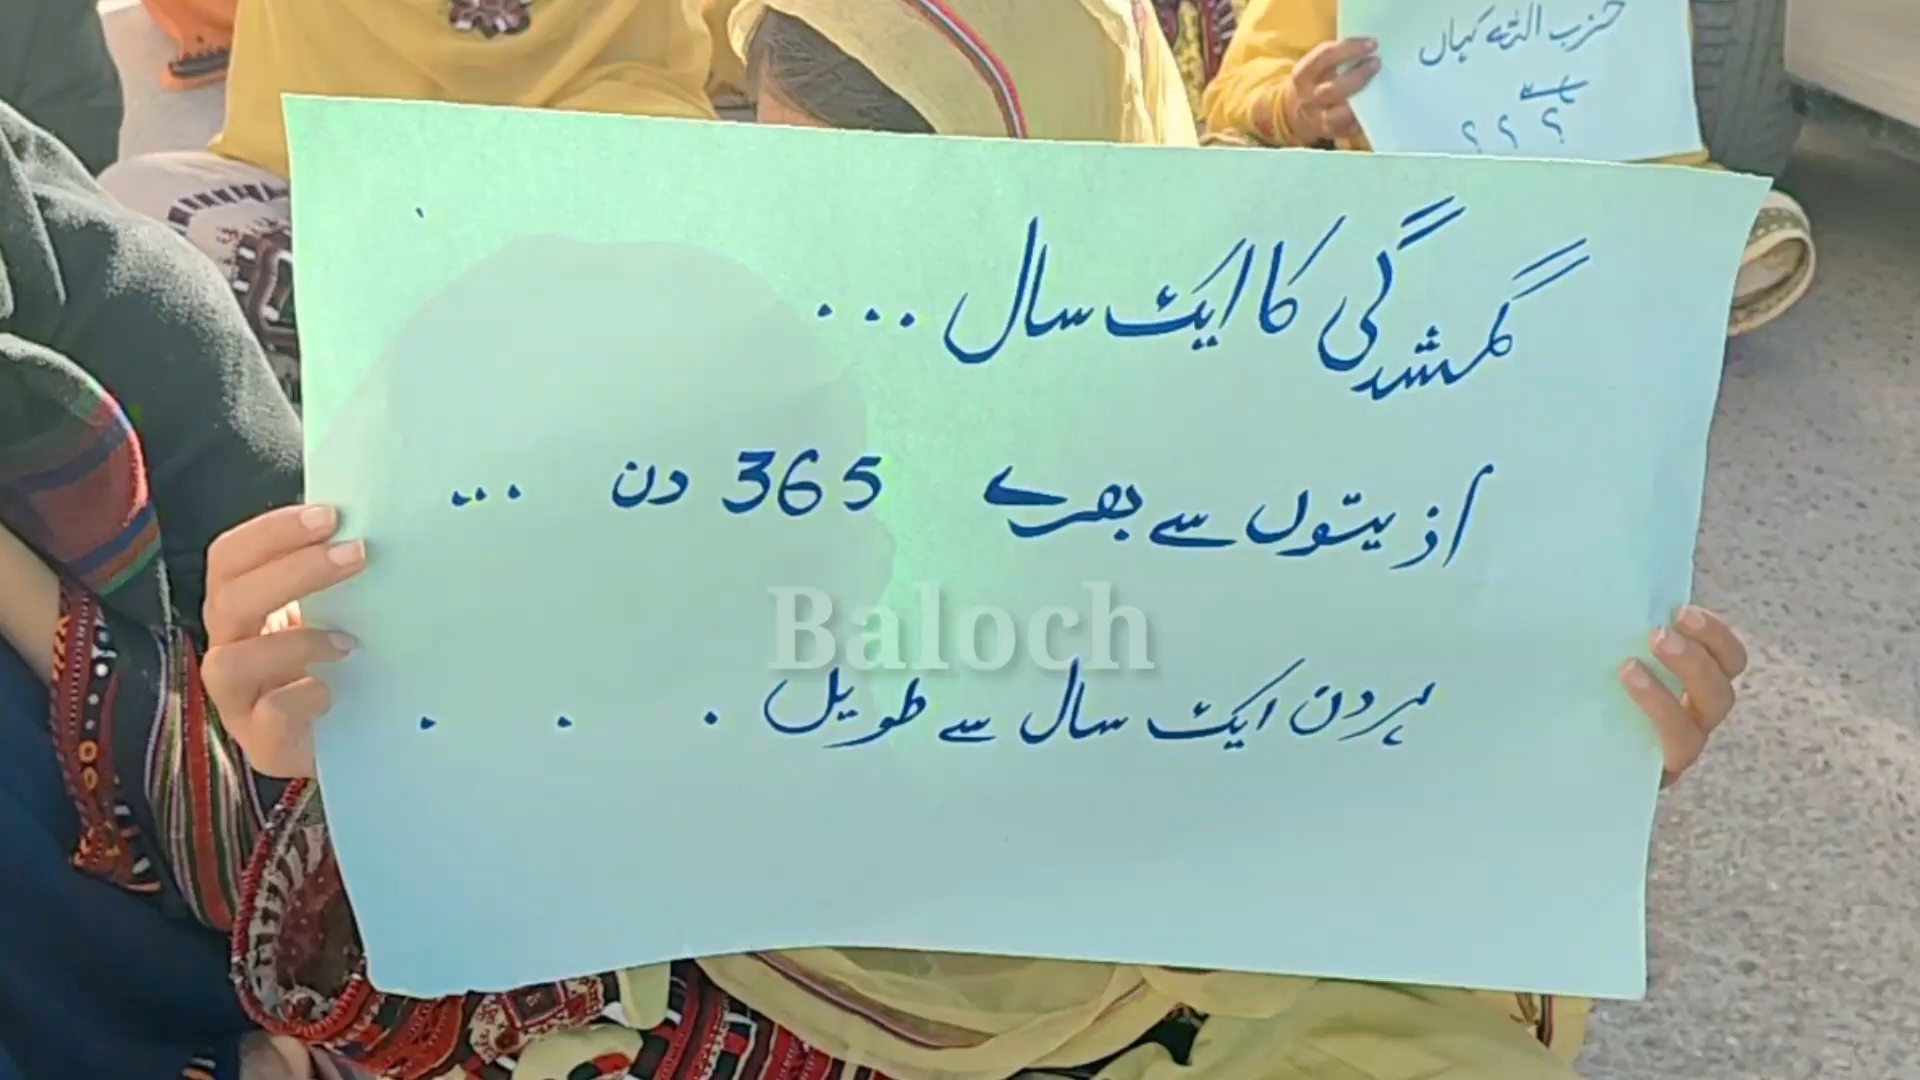 حزب اللہ کہاں
ہے
؟ ؟ ؟
گمشدگی کا ایک سال ...
اذیتوں سے بھرے 365 دن ...
Baloch
ہر دن ایک سال سے طویل . . .